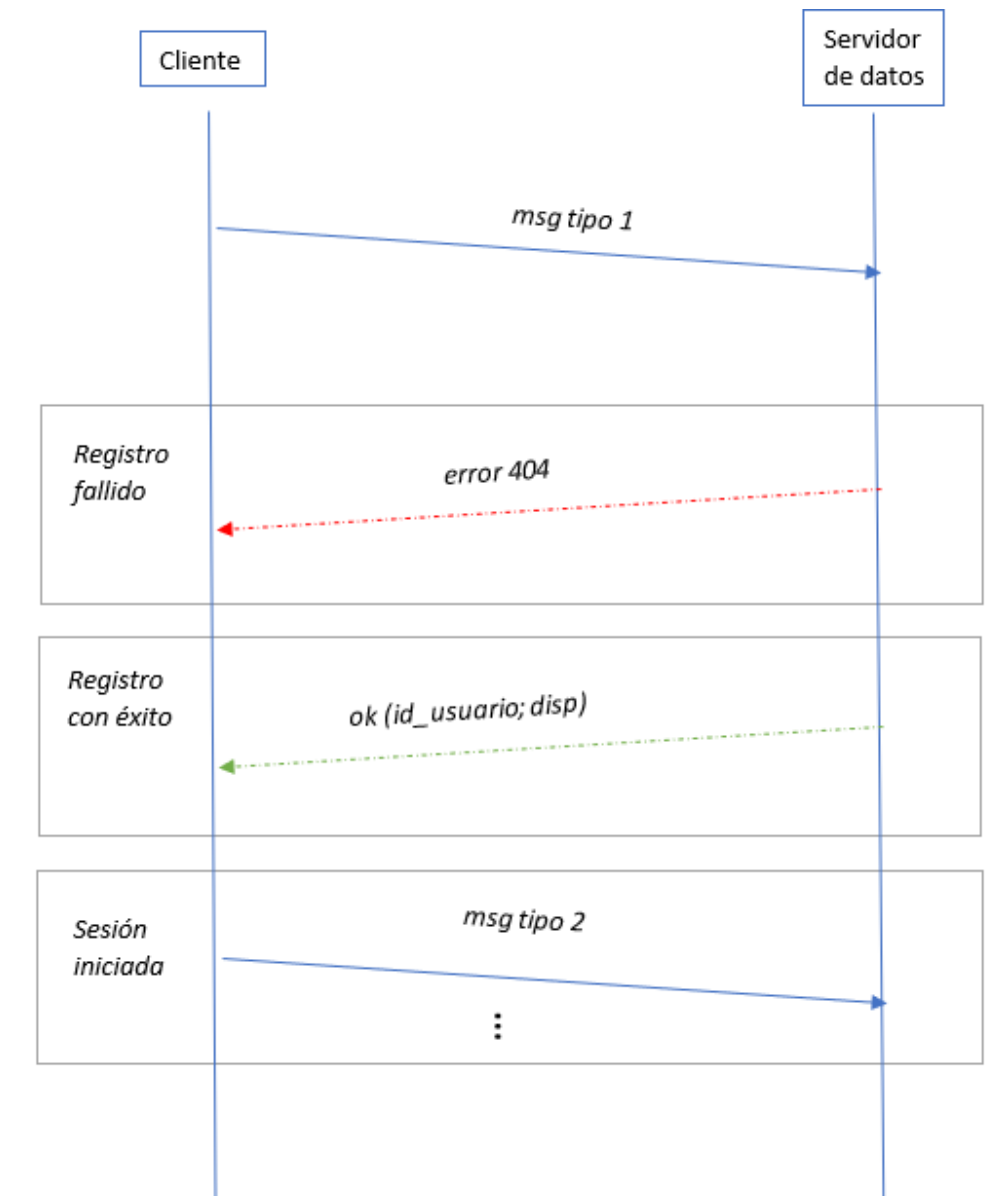 Cliente
Servidor
de datos
msg tipo 1
Registro
fallido
error 404
Registro
con éxito
ok (id_usuario; disp)
Sesión
iniciada
msg tipo 2